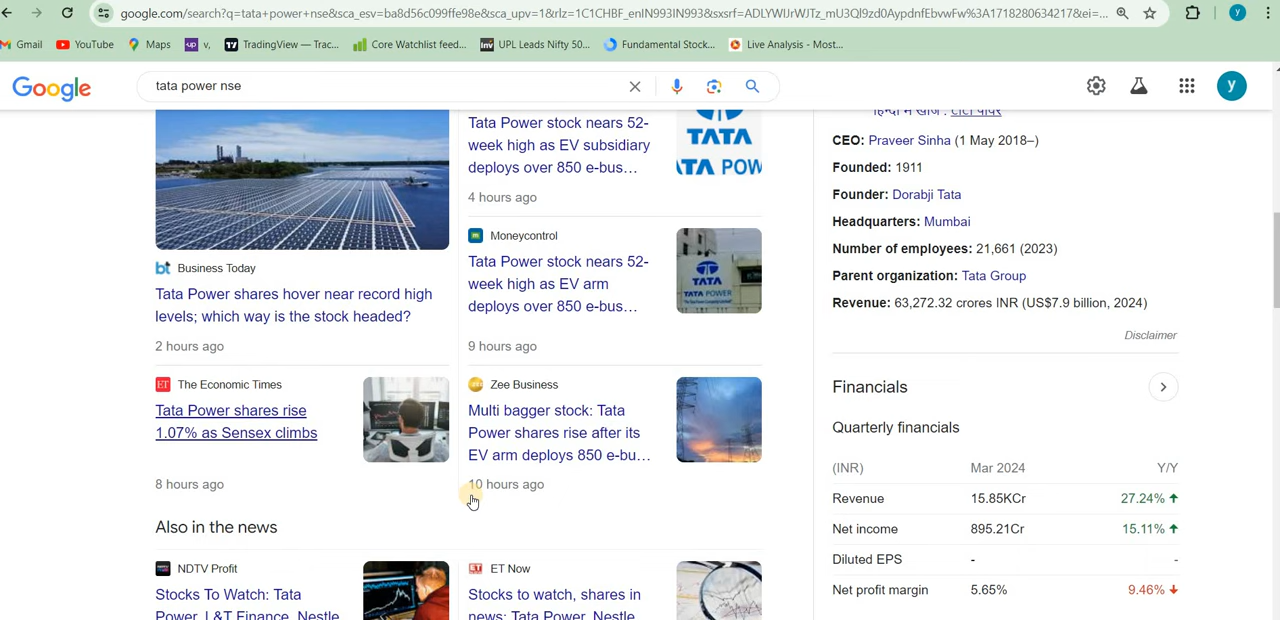 google.com/search?q=tata+power+nse&sca_esv=ba8d56c099ffe98e&sca_upv=1&rlz=1C1CHBF_enIN993IN993&sxsrf=ADLYWIJrWJTz_mU3Ql9zd0AypdnfEbvwFw%3A1718280634217&ei=...
Gmail YouTube Maps v, TradingView — Trac... Core Watchlist feed... UPL Leads Nifty 50... Fundamental Stock... Live Analysis - Most...
Google tata power nse y
Tata Power stock nears 52-
week high as EV subsidiary
deploys over 850 e-bus...
4 hours ago
TATA
TATA POW
Moneycontrol
Tata Power stock nears 52-
week high as EV arm
deploys over 850 e-bus...
9 hours ago
TATA
TATA POWER
Business Today
Tata Power shares hover near record high
levels; which way is the stock headed?
2 hours ago
The Economic Times
Tata Power shares rise
1.07% as Sensex climbs
8 hours ago
Zee Business
Multi bagger stock: Tata
Power shares rise after its
EV arm deploys 850 e-bu...
10 hours ago
Also in the news
NDTV Profit
Stocks To Watch: Tata
Power, L&T Finance, Nestle
ET Now
Stocks to watch, shares in
news: Tata Power, Nestle
हिन्दी में खोजें : टाटा पावर
CEO: Praveer Sinha (1 May 2018–)
Founded: 1911
Founder: Dorabji Tata
Headquarters: Mumbai
Number of employees: 21,661 (2023)
Parent organization: Tata Group
Revenue: 63,272.32 crores INR (US$7.9 billion, 2024)
Disclaimer
Financials
Quarterly financials
(INR) Mar 2024 Y/Y
Revenue 15.85KCr 27.24%
Net income 895.21Cr 15.11%
Diluted EPS - -
Net profit margin 5.65% 9.46%